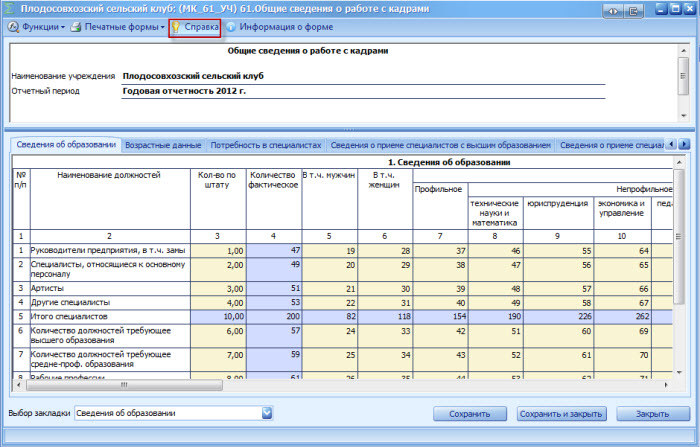 Плодосовхозский сельский клуб: (МК_61_УЧ) 61.Общие сведения о работе с кадрами
Функции Печатные формы Справка Информация о форме
Общие сведения о работе с кадрами
Наименование учреждения Плодосовхозский сельский клуб
Отчетный период Годовая отчетность 2012 г.
Сведения об образовании Возрастные данные Потребность в специалистах Сведения о приеме специалистов с высшим образованием Сведения о приеме специал
1. Сведения об образовании
№ п/п Наименование должностей Кол-во по штату Количество фактическое В т.ч. мужчин В т.ч. женщин Профильное Непрофильное
технические науки и математика юриспруденция экономика и управление пед
1 2 3 4 5 6 7 8 9 10
1 Руководители предприятия, в т.ч. замы 1,00 47 19 28 37 46 55 64
2 Специалисты, относящиеся к основному персоналу 2,00 49 20 29 38 47 56 65
3 Артисты 3,00 51 21 30 39 48 57 66
4 Другие специалисты 4,00 53 22 31 40 49 58 67
5 Итого специалистов 10,00 200 82 118 154 190 226 262
6 Количество должностей требующее высшего образования 6,00 57 24 33 42 51 60 69
7 Количество должностей требующее средне-проф. образования 7,00 59 25 34 43 52 61 70
8 Рабочие профессии 8,00 61 26 35 44 53 62 71
Выбор закладки Сведения об образовании Сохранить Сохранить и закрыть Закрыть